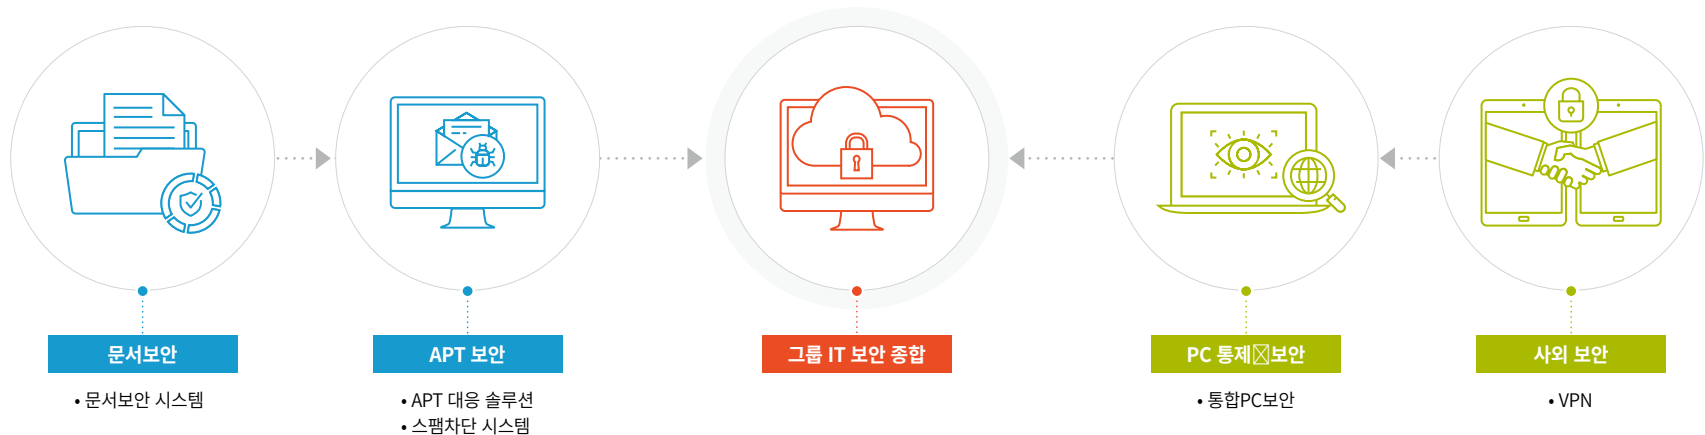 문서보안
• 문서보안 시스템
APT 보안
• APT 대응 솔루션
• 스팸차단 시스템
그룹 IT 보안 종합
PC 통제☒보안
• 통합PC보안
사외 보안
• VPN